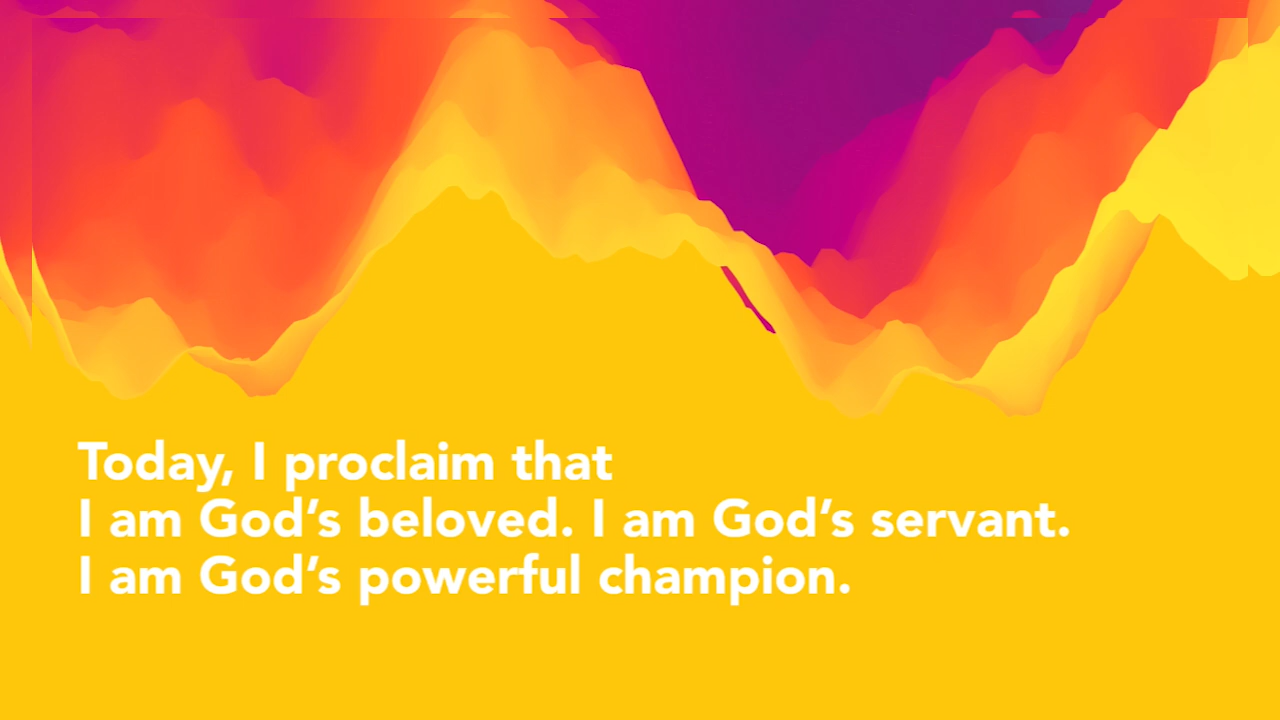 Today, I proclaim that
I am God’s beloved. I am God’s servant.
I am God’s powerful champion.